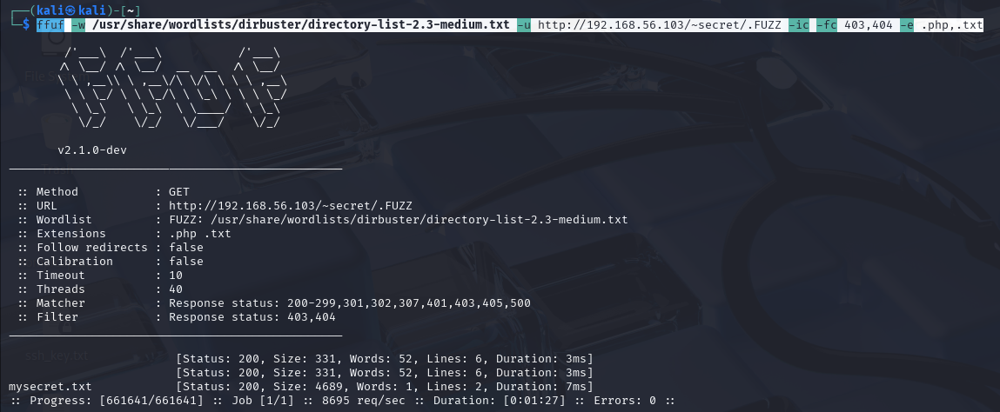 (kali㉿kali)-[~]
$ ffuf -w /usr/share/wordlists/dirbuster/directory-list-2.3-medium.txt -u http://192.168.56.103/~secret/.FUZZ -ic -fc 403,404 -e .php,.txt
v2.1.0-dev
:: Method : GET
:: URL : http://192.168.56.103/~secret/.FUZZ
:: Wordlist : FUZZ: /usr/share/wordlists/dirbuster/directory-list-2.3-medium.txt
:: Extensions : .php .txt
:: Follow redirects : false
:: Calibration : false
:: Timeout : 10
:: Threads : 40
:: Matcher : Response status: 200-299,301,302,307,401,403,405,500
:: Filter : Response status: 403,404
ssh_key.txt
[Status: 200, Size: 331, Words: 52, Lines: 6, Duration: 3ms]
[Status: 200, Size: 331, Words: 52, Lines: 6, Duration: 3ms]
mysecret.txt [Status: 200, Size: 4689, Words: 1, Lines: 2, Duration: 7ms]
:: Progress: [661641/661641] :: Job [1/1] :: 8695 req/sec :: Duration: [0:01:27] :: Errors: 0 ::